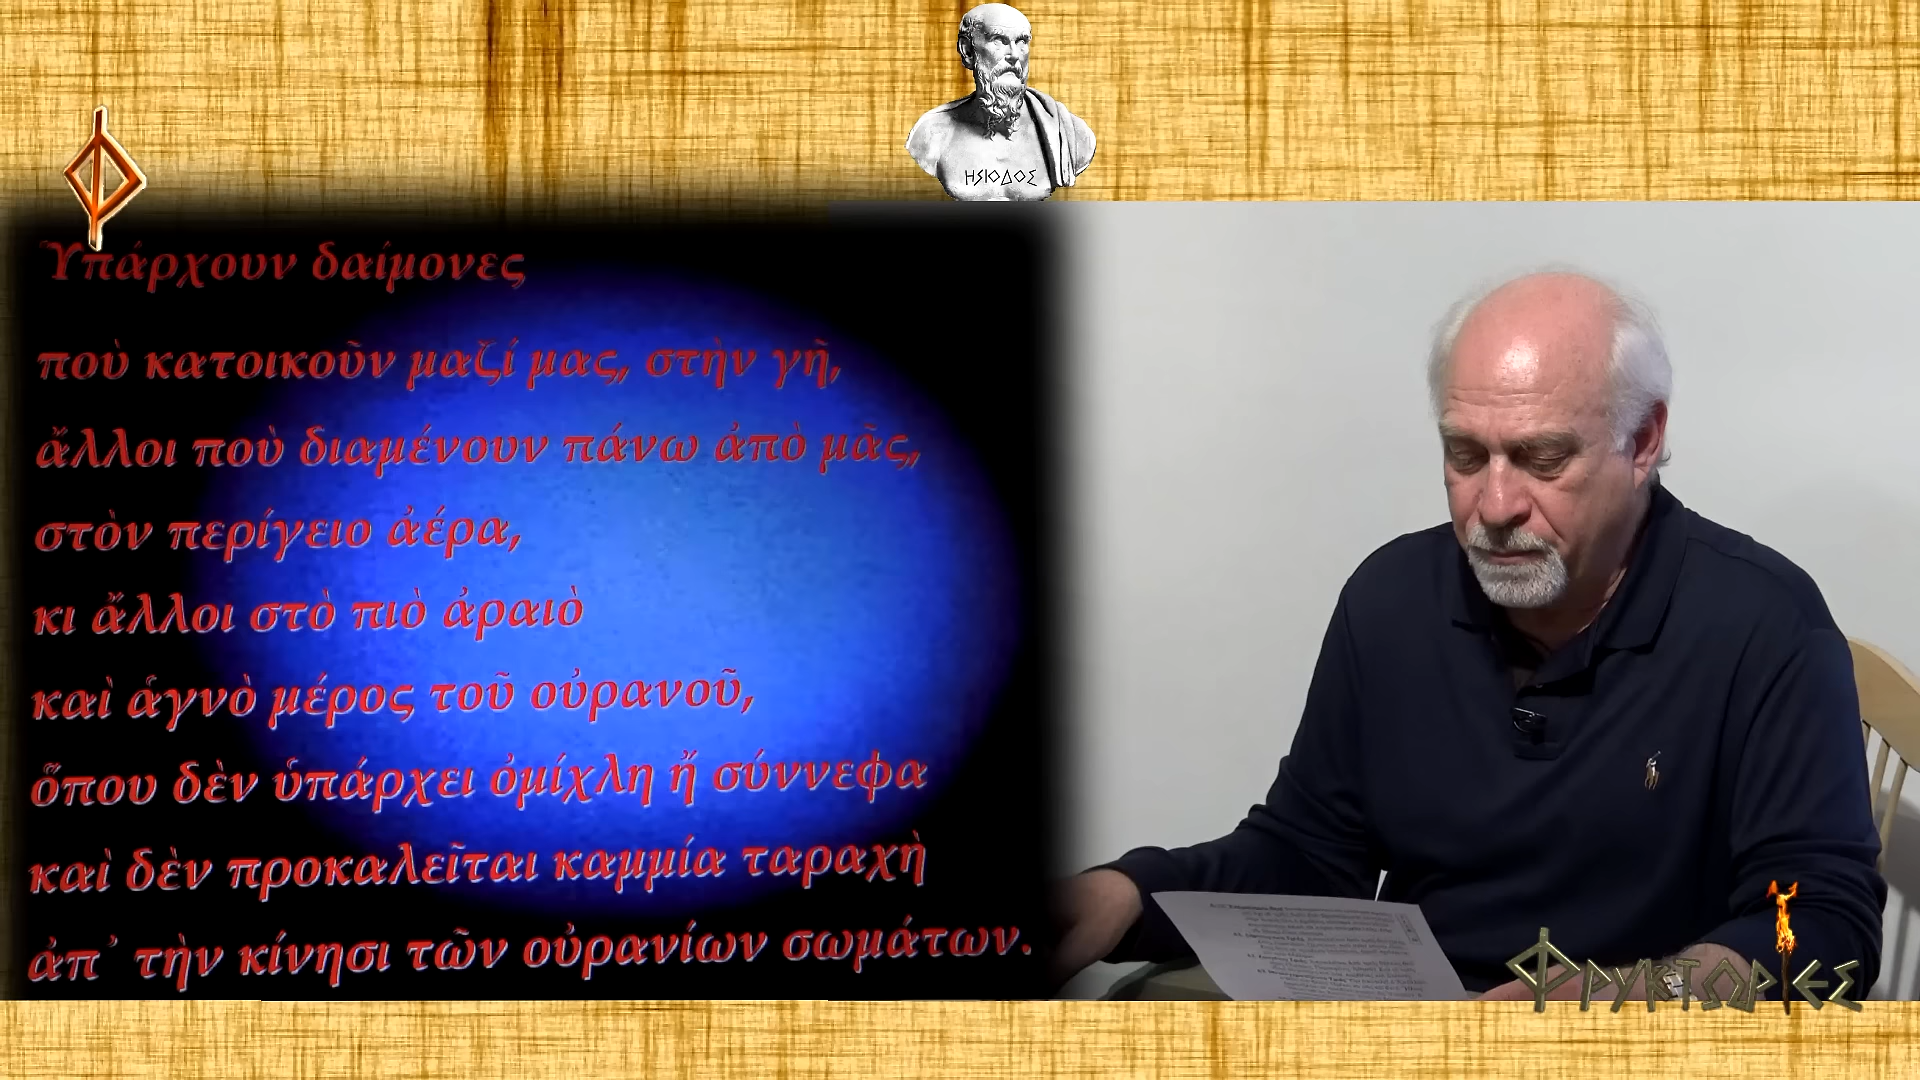 ΗΣΙΟΔΟΣ
Ὑπάρχουν δαίμονες
ποὺ κατοικοῦν μαζί μας, στὴν γῆ,
ἄλλοι ποὺ διαμένουν πάνω ἀπὸ μᾶς,
στὸν περίγειο ἀέρα,
κι ἄλλοι στὸ πιὸ ἀραιὸ
καὶ ἁγνὸ μέρος τοῦ οὐρανοῦ,
ὅπου δὲν ὑπάρχει ὁμίχλη ἤ σύννεφα
καὶ δὲν προκαλεῖται καμμία ταραχὴ
ἀπ᾿ τὴν κίνησι τῶν οὐρανίων σωμάτων.
ΦΡΥΚΤΩΡΙΕΣ